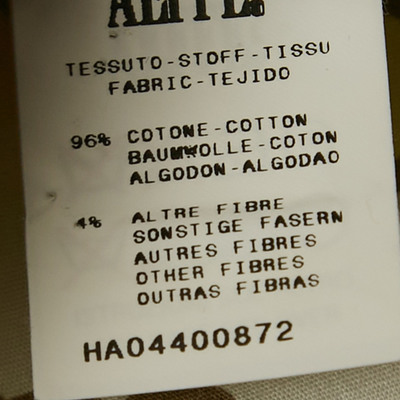 TESSUTO-STOFF-TISSU
FABRIC-TEJIDO
96% COTONE-COTTON
BAUMWOLLE-COTON
ALGODON-ALGODAO
4% ALTRE FIBRE
SONSTIGE FASERN
AUTRES FIBRES
OTHER FIBRES
OUTRAS FIBRAS
HA04400872